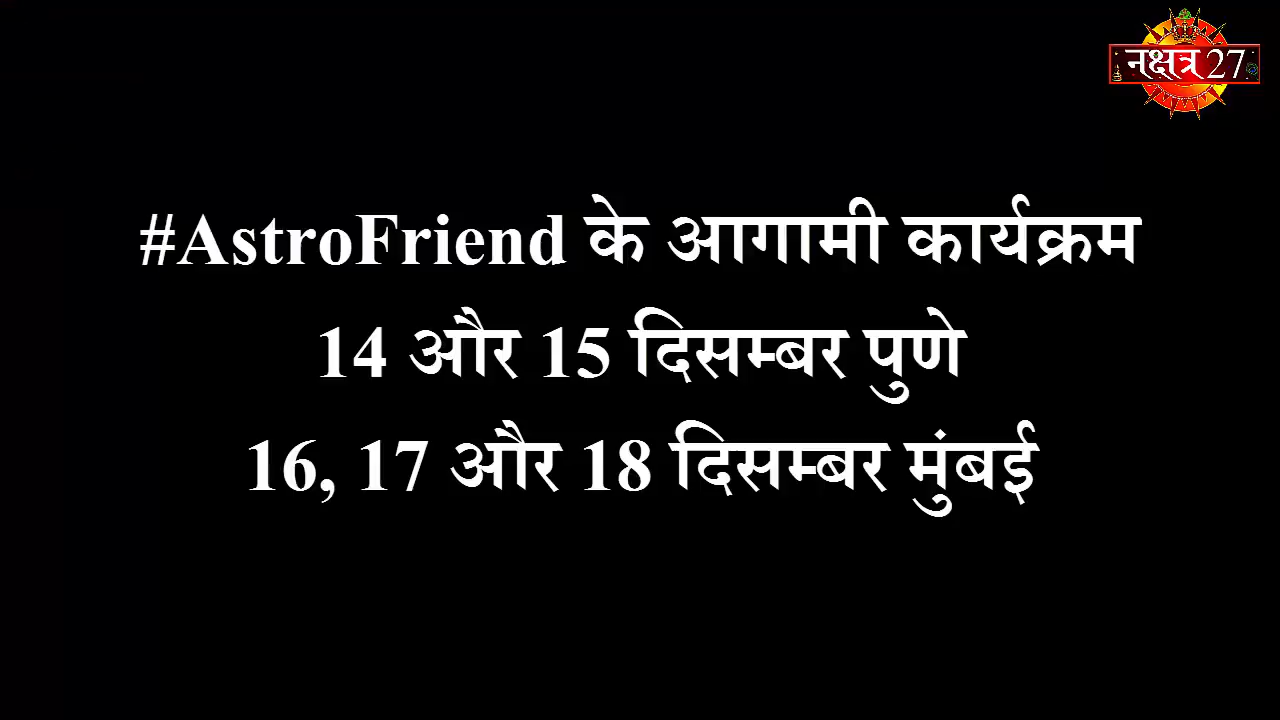 नक्षत्र 27
#AstroFriend के आगामी कार्यक्रम
14 और 15 दिसम्बर पुणे
16, 17 और 18 दिसम्बर मुंबई